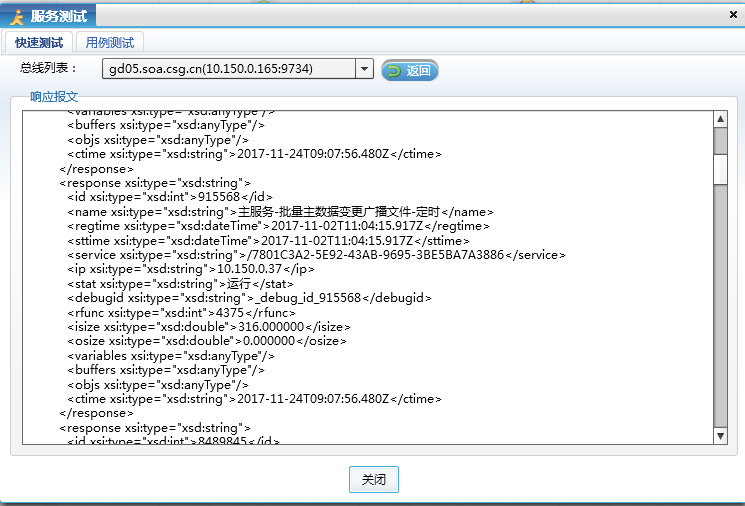 服务测试
快速测试 用例测试
总线列表： gd05.soa.csg.cn(10.150.0.165:9734) 返回
响应报文
<variables xsi:type="xsd:anyType"/>
<buffers xsi:type="xsd:anyType"/>
<objs xsi:type="xsd:anyType"/>
<ctime xsi:type="xsd:string">2017-11-24T09:07:56.480Z</ctime>
</response>
<response xsi:type="xsd:string">
<id xsi:type="xsd:int">915568</id>
<name xsi:type="xsd:string">主服务-批量主数据变更广播文件-定时</name>
<regtime xsi:type="xsd:dateTime">2017-11-02T11:04:15.917Z</regtime>
<sttime xsi:type="xsd:dateTime">2017-11-02T11:04:15.917Z</sttime>
<service xsi:type="xsd:string">/7801C3A2-5E92-43AB-9695-3BE5BA7A3886</service>
<ip xsi:type="xsd:string">10.150.0.37</ip>
<stat xsi:type="xsd:string">运行</stat>
<debugid xsi:type="xsd:string">_debug_id_915568</debugid>
<rfunc xsi:type="xsd:int">4375</rfunc>
<isize xsi:type="xsd:double">316.000000</isize>
<osize xsi:type="xsd:double">0.000000</osize>
<variables xsi:type="xsd:anyType"/>
<buffers xsi:type="xsd:anyType"/>
<objs xsi:type="xsd:anyType"/>
<ctime xsi:type="xsd:string">2017-11-24T09:07:56.480Z</ctime>
</response>
<response xsi:type="xsd:string">
<id xsi:type="xsd:int">8489845</id>
关闭